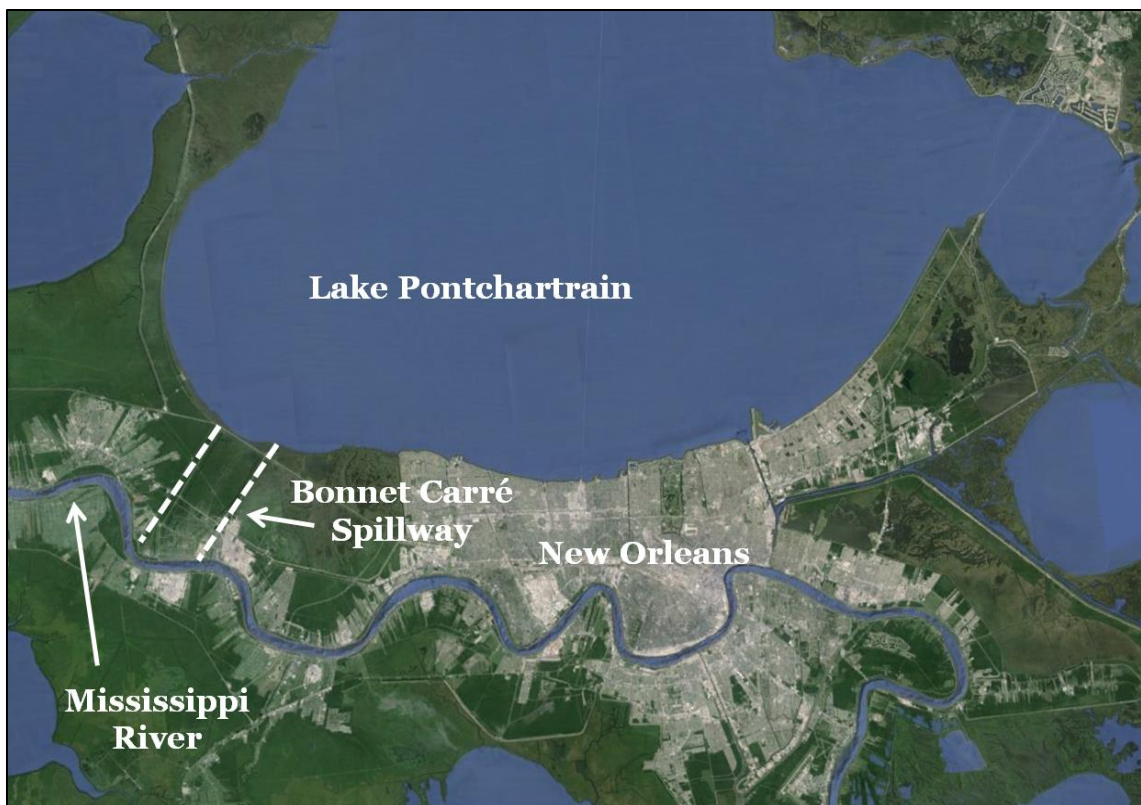 Lake Pontchartrain
Bonnet Carré
Spillway
New Orleans
Mississippi
River